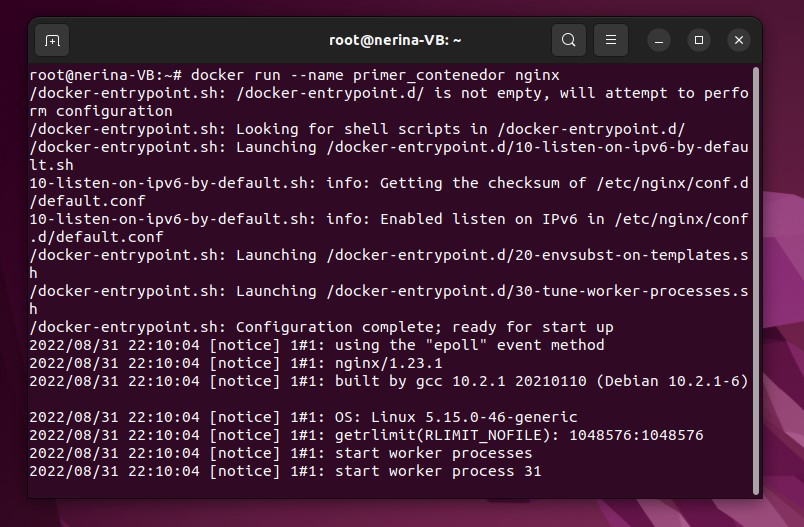 root@nerina-VB: ~
root@nerina-VB:~# docker run --name primer_contenedor nginx
/docker-entrypoint.sh: /docker-entrypoint.d/ is not empty, will attempt to perfo
rm configuration
/docker-entrypoint.sh: Looking for shell scripts in /docker-entrypoint.d/
/docker-entrypoint.sh: Launching /docker-entrypoint.d/10-listen-on-ipv6-by-defau
lt.sh
10-listen-on-ipv6-by-default.sh: info: Getting the checksum of /etc/nginx/conf.d
/default.conf
10-listen-on-ipv6-by-default.sh: info: Enabled listen on IPv6 in /etc/nginx/conf
.d/default.conf
/docker-entrypoint.sh: Launching /docker-entrypoint.d/20-envsubst-on-templates.s
h
/docker-entrypoint.sh: Launching /docker-entrypoint.d/30-tune-worker-processes.s
h
/docker-entrypoint.sh: Configuration complete; ready for start up
2022/08/31 22:10:04 [notice] 1#1: using the "epoll" event method
2022/08/31 22:10:04 [notice] 1#1: nginx/1.23.1
2022/08/31 22:10:04 [notice] 1#1: built by gcc 10.2.1 20210110 (Debian 10.2.1-6)
2022/08/31 22:10:04 [notice] 1#1: OS: Linux 5.15.0-46-generic
2022/08/31 22:10:04 [notice] 1#1: getrlimit(RLIMIT_NOFILE): 1048576:1048576
2022/08/31 22:10:04 [notice] 1#1: start worker processes
2022/08/31 22:10:04 [notice] 1#1: start worker process 31